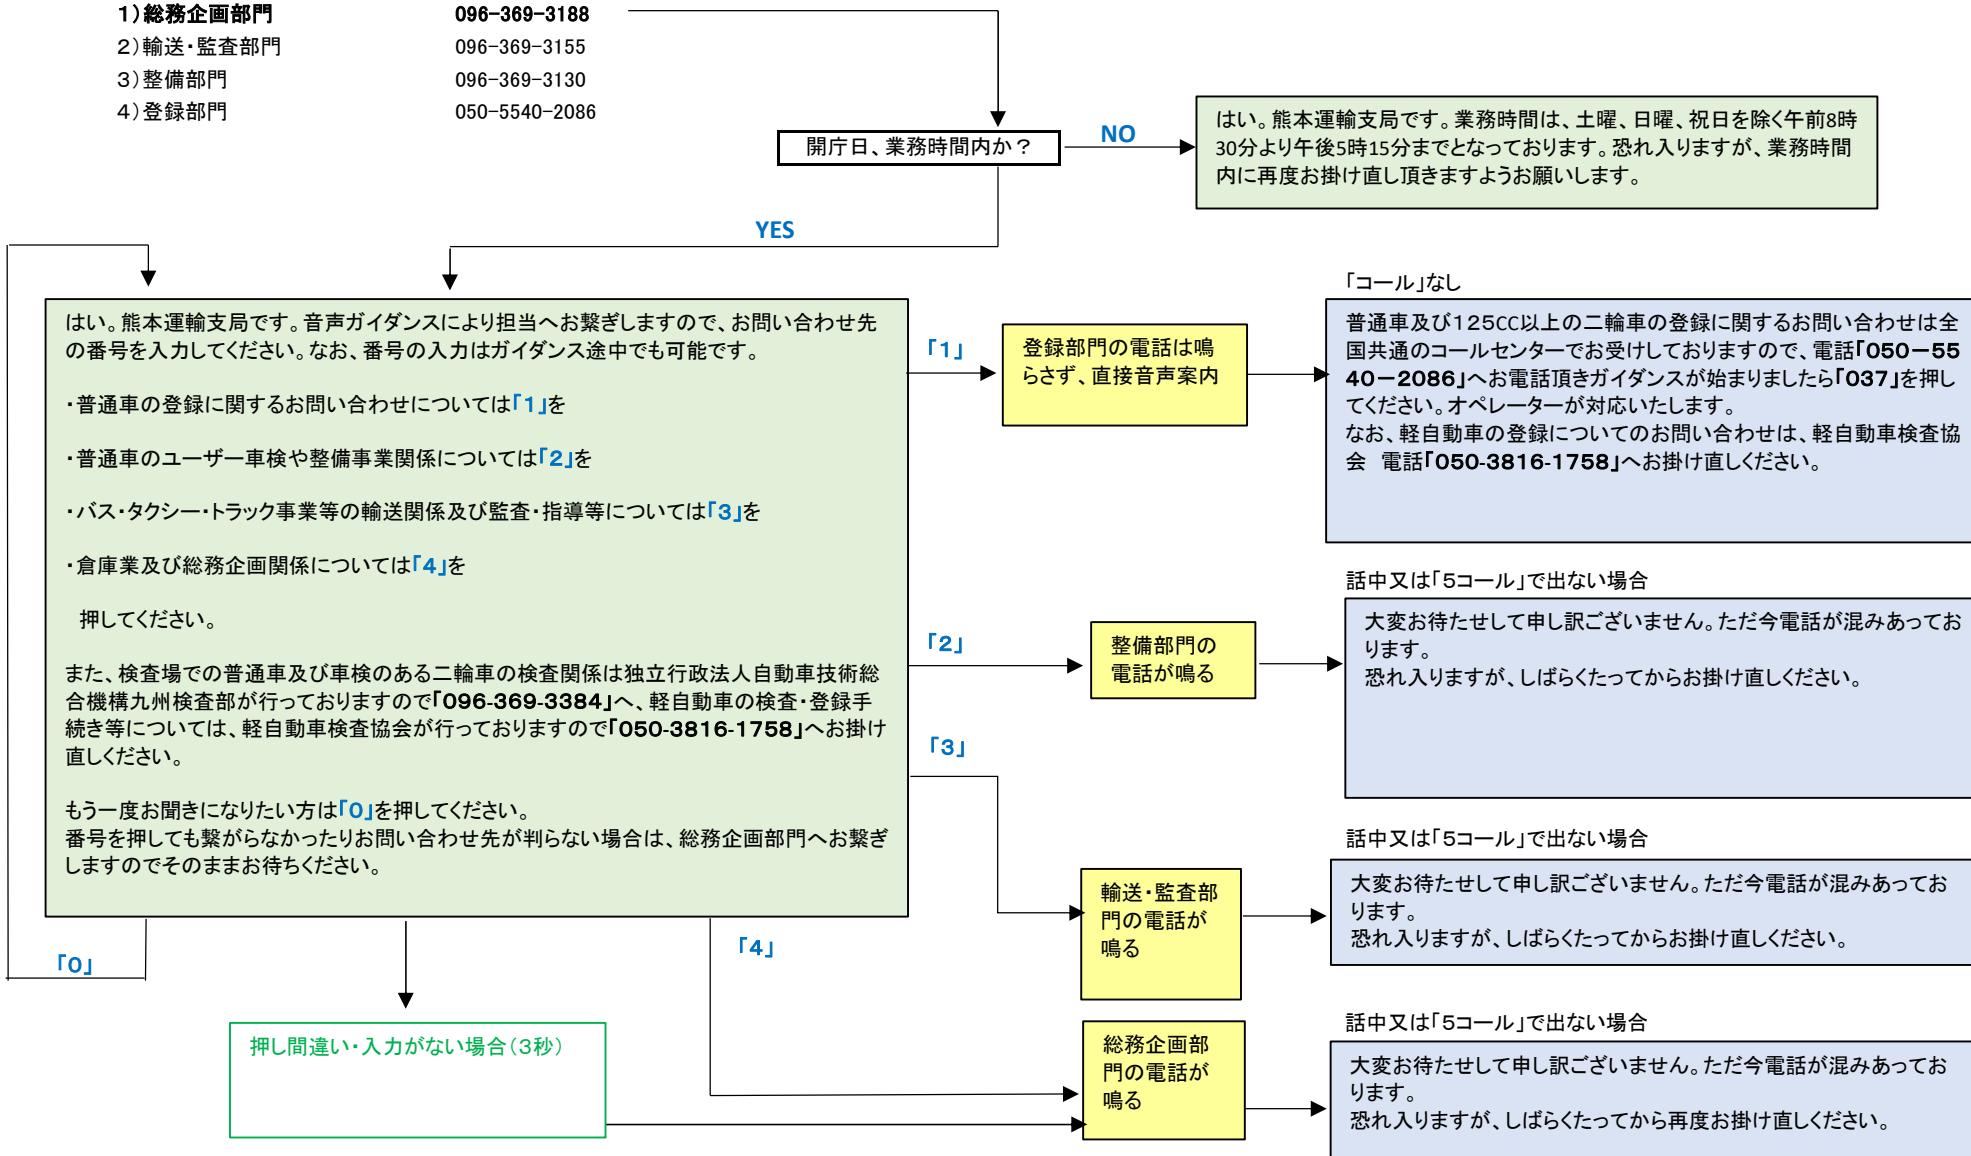 1)総務企画部門 096-369-3188
2)輸送・監査部門 096-369-3155
3)整備部門 096-369-3130
4)登録部門 050-5540-2086
開庁日、業務時間内か？
NO
はい。熊本運輸支局です。業務時間は、土曜、日曜、祝日を除く午前8時
30分より午後5時15分までとなっております。恐れ入りますが、業務時間
内に再度お掛け直し頂きますようお願いします。
YES
はい。熊本運輸支局です。音声ガイダンスにより担当へお繋ぎしますので、お問い合わせ先
の番号を入力してください。なお、番号の入力はガイダンス途中でも可能です。
・普通車の登録に関するお問い合わせについては「1」を
・普通車のユーザー車検や整備事業関係については「2」を
・バス・タクシー・トラック事業等の輸送関係及び監査・指導等については「3」を
・倉庫業及び総務企画関係については「4」を
押してください。
また、検査場での普通車及び車検のある二輪車の検査関係は独立行政法人自動車技術総
合機構九州検査部が行っておりますので「096-369-3384」へ、軽自動車の検査・登録手
続き等については、軽自動車検査協会が行っておりますので「050-3816-1758」へお掛け
直しください。
もう一度お聞きになりたい方は「0」を押してください。
番号を押しても繋がらなかったりお問い合わせ先が判らない場合は、総務企画部門へお繋ぎ
しますのでそのままお待ちください。
「1」
登録部門の電話は鳴
らさず、直接音声案内
「コール」なし
普通車及び125CC以上の二輪車の登録に関するお問い合わせは全
国共通のコールセンターでお受けしておりますので、電話「050－55
40－2086」へお電話頂きガイダンスが始まりましたら「037」を押し
てください。オペレーターが対応いたします。
なお、軽自動車の登録についてのお問い合わせは、軽自動車検査協
会　電話「050-3816-1758」へお掛け直しください。
「2」
整備部門の
電話が鳴る
話中又は「5コール」で出ない場合
大変お待たせして申し訳ございません。ただ今電話が混みあってお
ります。
恐れ入りますが、しばらくたってからお掛け直しください。
「3」
輸送・監査部
門の電話が
鳴る
話中又は「5コール」で出ない場合
大変お待たせして申し訳ございません。ただ今電話が混みあってお
ります。
恐れ入りますが、しばらくたってからお掛け直しください。
「0」
「4」
押し間違い・入力がない場合(3秒)
総務企画部
門の電話が
鳴る
話中又は「5コール」で出ない場合
大変お待たせして申し訳ございません。ただ今電話が混みあってお
ります。
恐れ入りますが、しばらくたってから再度お掛け直しください。